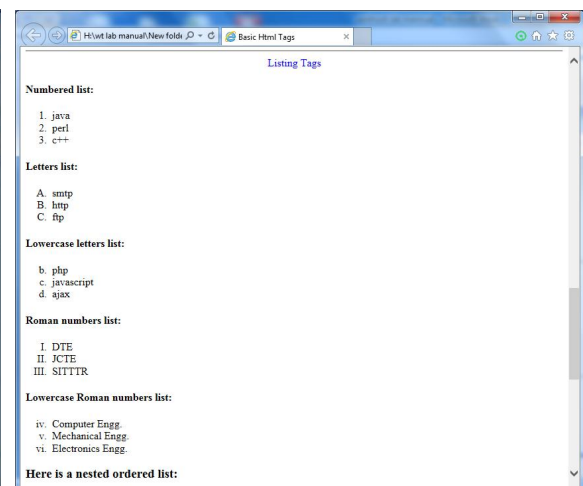 H:\wt lab manual\New folde
Basic Html Tags
Listing Tags
Numbered list:
1. java
2. perl
3. c++
Letters list:
A. smtp
B. http
C. ftp
Lowercase letters list:
b. php
c. javascript
d. ajax
Roman numbers list:
I. DTE
II. JCTE
III. SITTTR
Lowercase Roman numbers list:
iv. Computer Engg.
v. Mechanical Engg.
vi. Electronics Engg.
Here is a nested ordered list: